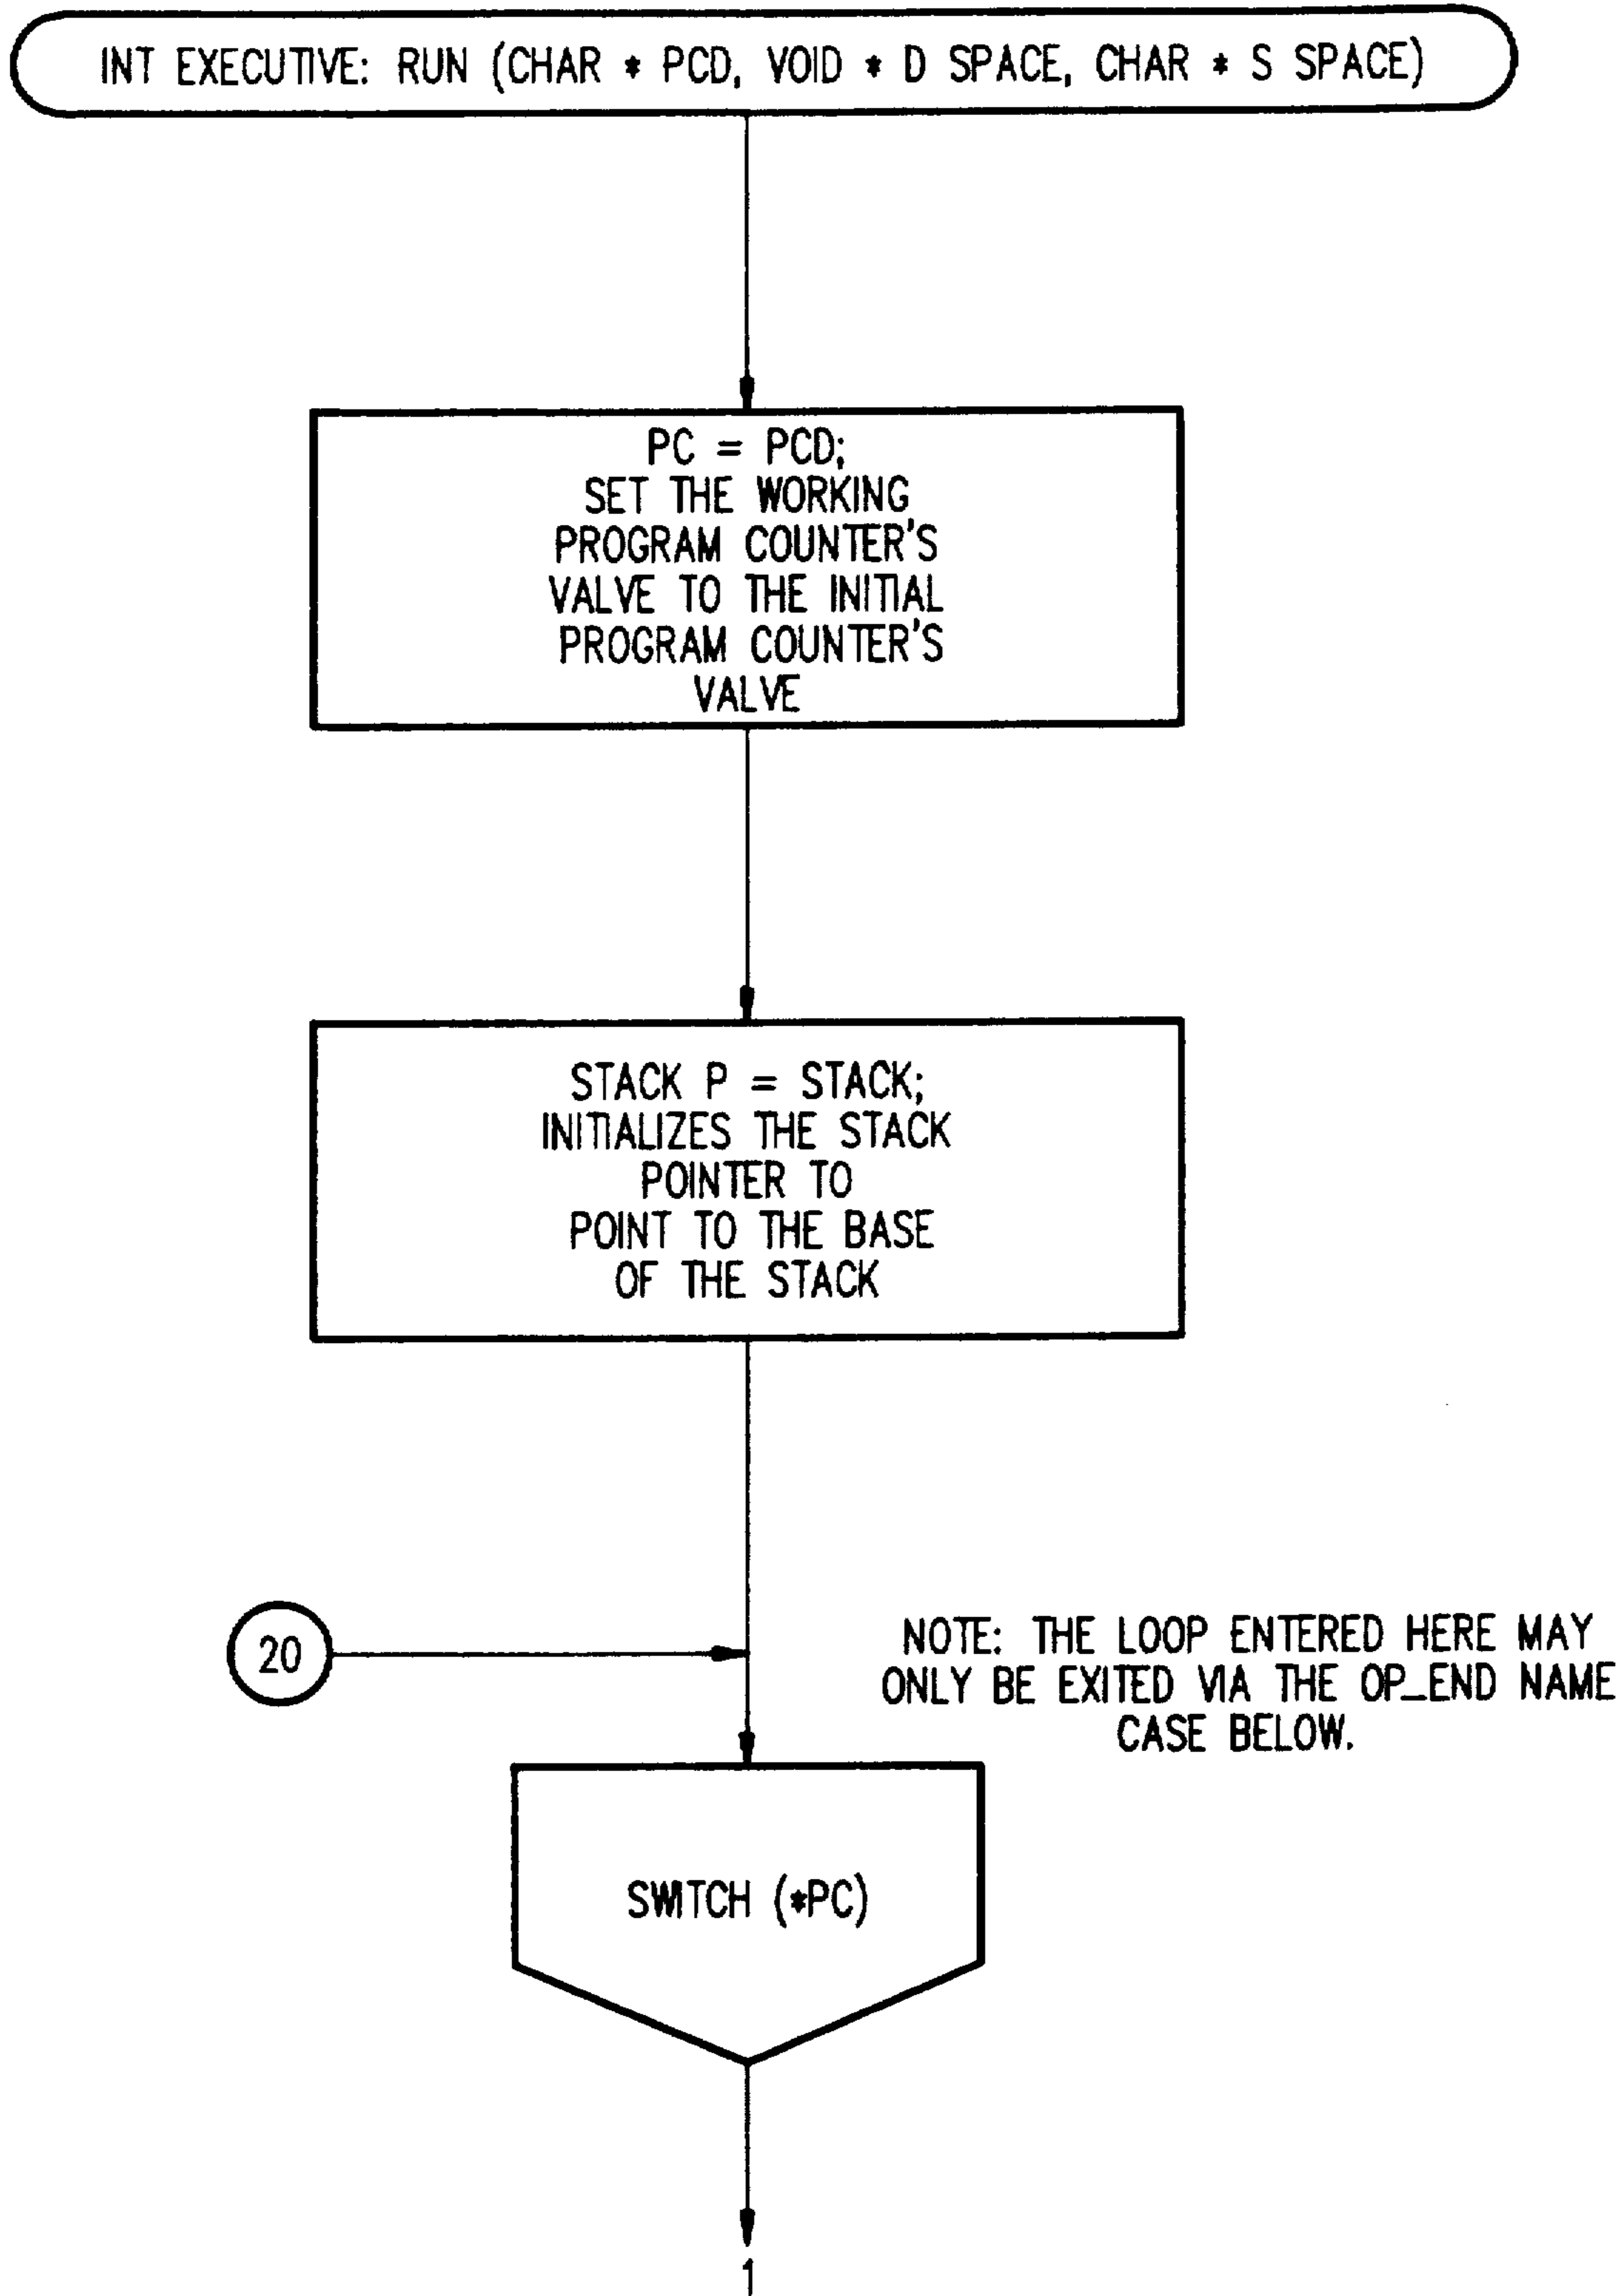 INT EXECUTIVE: RUN (CHAR * PCD, VOID * D SPACE, CHAR * S SPACE)
PC = PCD;
SET THE WORKING
PROGRAM COUNTER'S
VALVE TO THE INITIAL
PROGRAM COUNTER'S
VALVE
STACK P = STACK;
INITIALIZES THE STACK
POINTER TO
POINT TO THE BASE
OF THE STACK
20
NOTE: THE LOOP ENTERED HERE MAY
ONLY BE EXITED VIA THE OP_END NAME
CASE BELOW.
SWITCH (*PC)
1